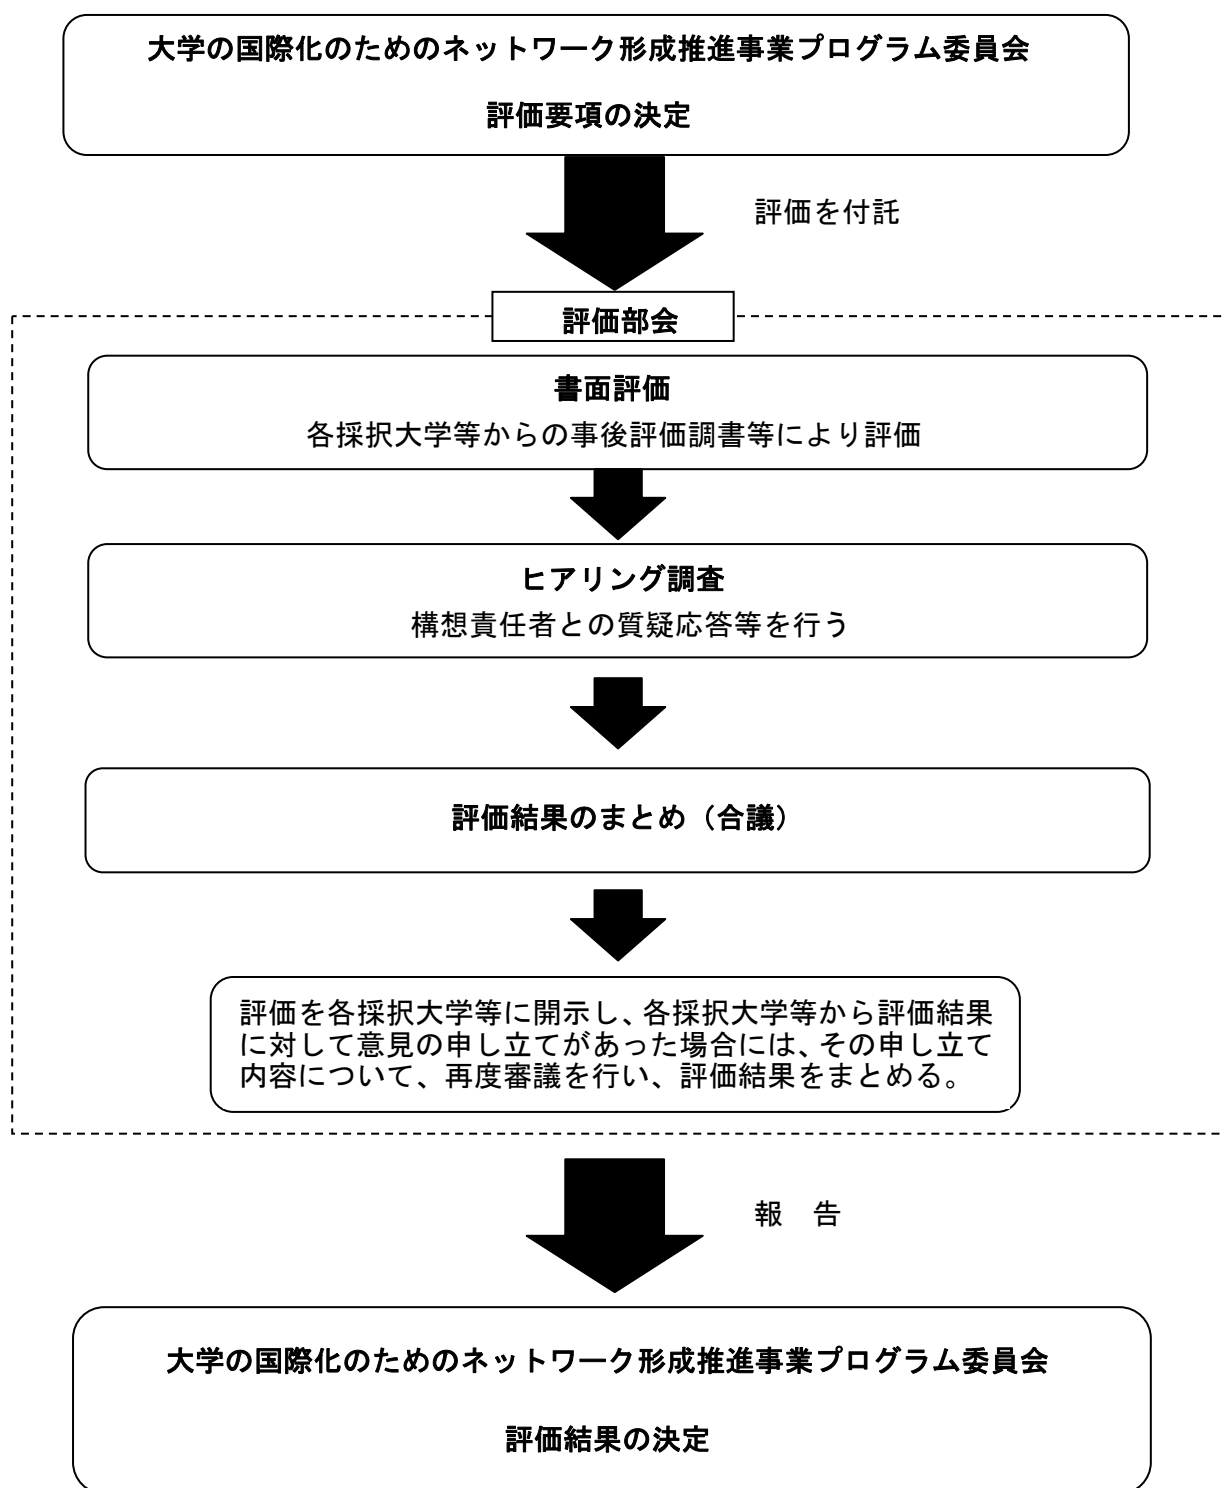 大学の国際化のためのネットワーク形成推進事業プログラム委員会
評価要項の決定
評価を付託
評価部会
書面評価
各採択大学等からの事後評価調書等により評価
ヒアリング調査
構想責任者との質疑応答等を行う
評価結果のまとめ（合議）
評価を各採択大学等に開示し、各採択大学等から評価結果
に対して意見の申し立てがあった場合には、その申し立て
内容について、再度審議を行い、評価結果をまとめる。
報　告
大学の国際化のためのネットワーク形成推進事業プログラム委員会
評価結果の決定